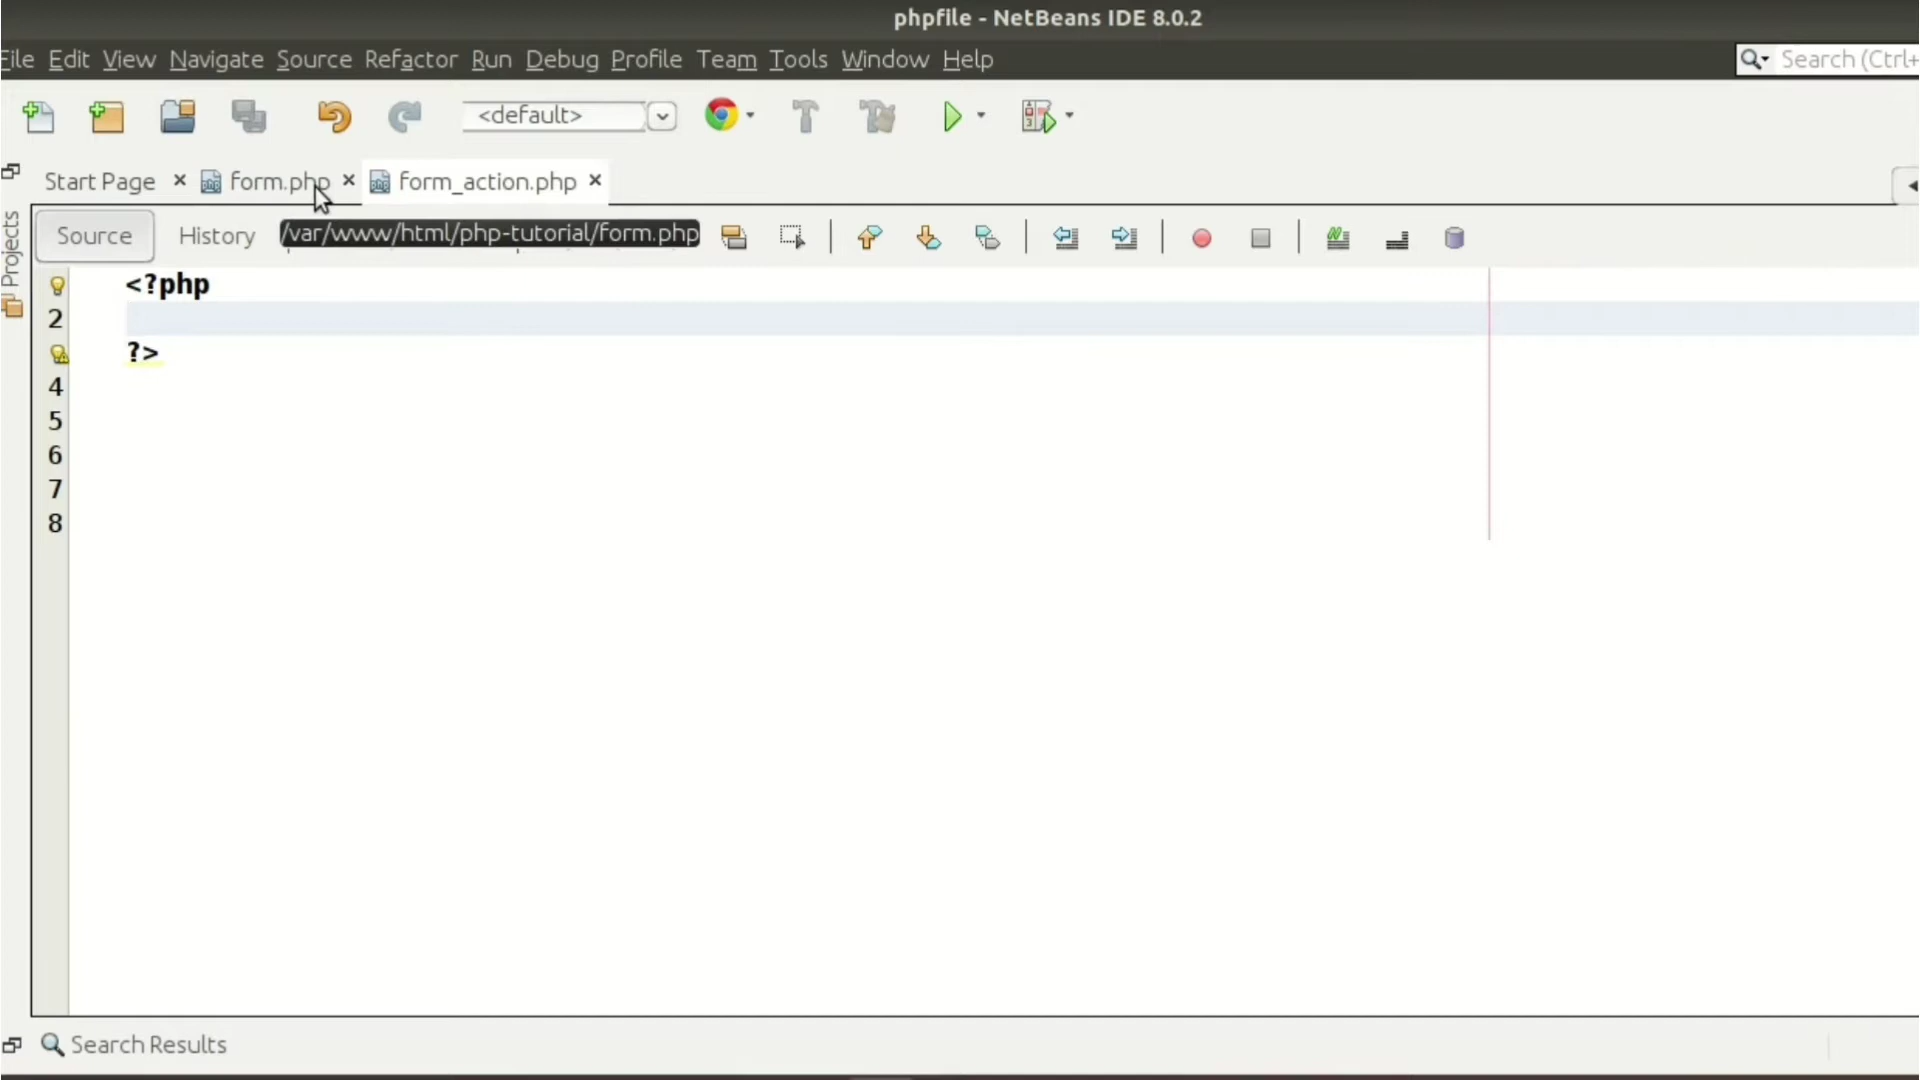 phpfile - NetBeans IDE 8.0.2
File Edit View Navigate Source Refactor Run Debug Profile Team Tools Window Help
Search (Ctrl+
<default>
Start Page
form.php
form_action.php
Projects
Source History
/var/www/html/php-tutorial/form.php
<?php
2
?>
4
5
6
7
8
Search Results